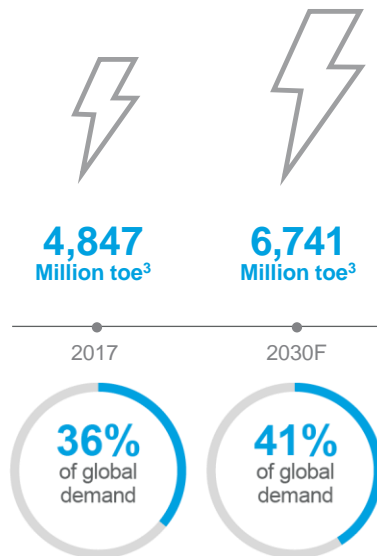 4,847
Million toe³
6,741
Million toe³
2017
2030F
36%
of global
demand
41%
of global
demand